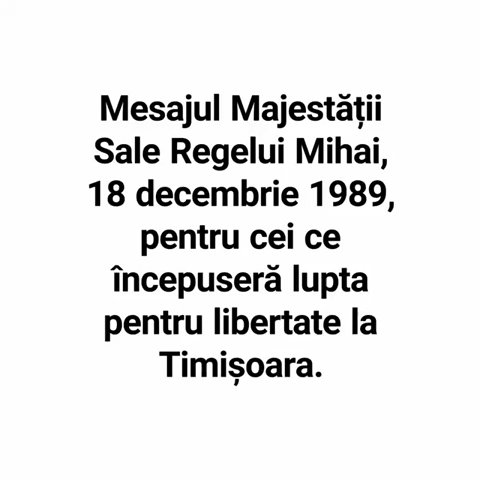 Mesajul Majestății
Sale Regelui Mihai,
18 decembrie 1989,
pentru cei ce
începuseră lupta
pentru libertate la
Timișoara.